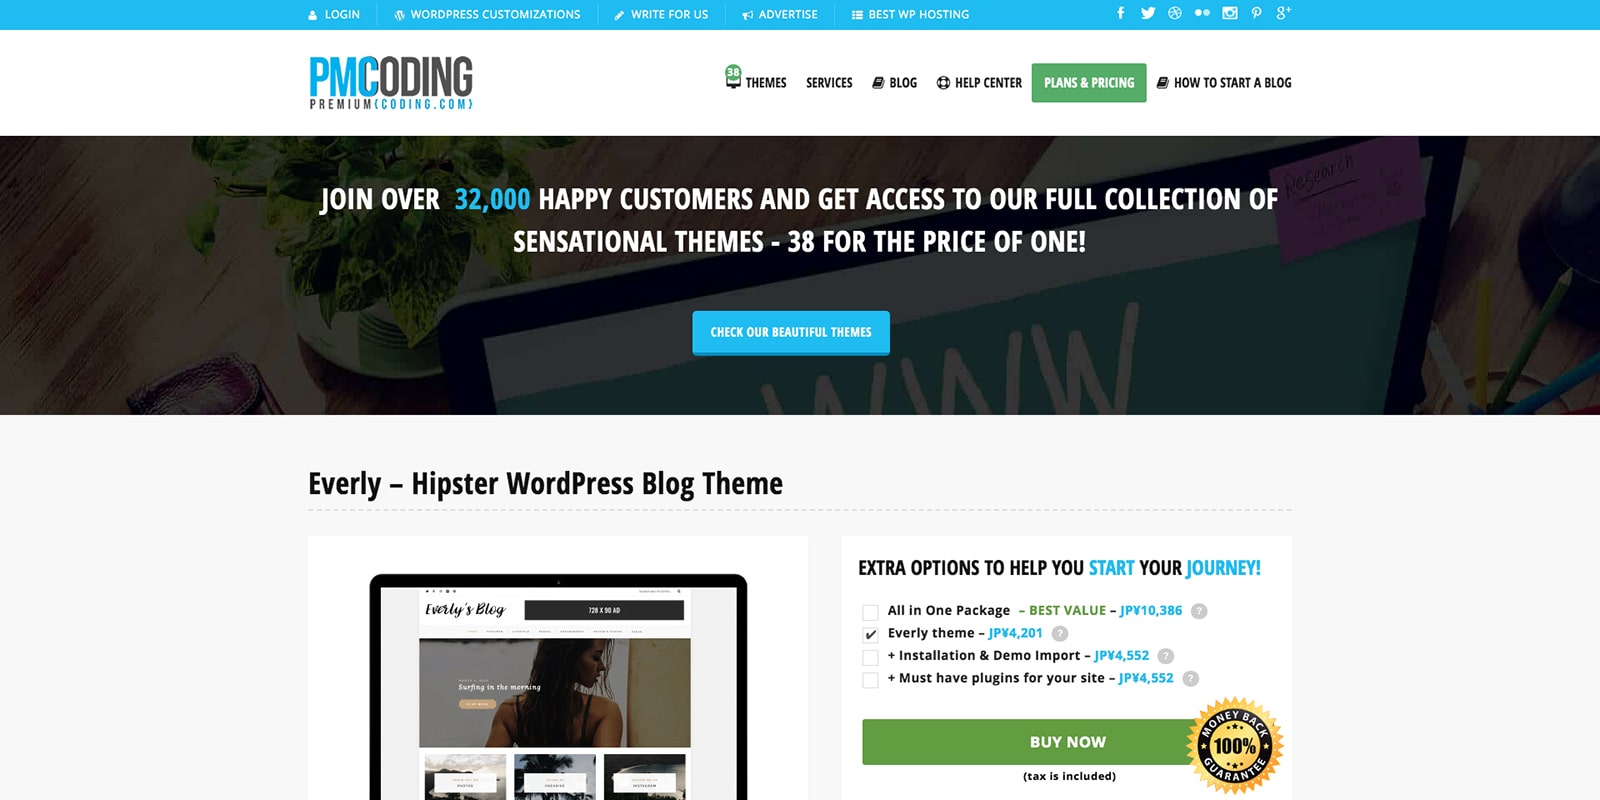 LOGIN WORDPRESS CUSTOMIZATIONS WRITE FOR US ADVERTISE BEST WP HOSTING
PMCODING
PREMIUM{CODING.COM}
38 THEMES SERVICES BLOG HELP CENTER PLANS & PRICING HOW TO START A BLOG
JOIN OVER 32,000 HAPPY CUSTOMERS AND GET ACCESS TO OUR FULL COLLECTION OF
SENSATIONAL THEMES - 38 FOR THE PRICE OF ONE!
Research
CHECK OUR BEAUTIFUL THEMES
WWW
Everly – Hipster WordPress Blog Theme
EXTRA OPTIONS TO HELP YOU START YOUR JOURNEY!
All in One Package – BEST VALUE – JP¥10,386 ?
Everly theme – JP¥4,201 ?
+ Installation & Demo Import – JP¥4,552 ?
+ Must have plugins for your site – JP¥4,552 ?
BUY NOW
(tax is included)
MONEY BACK
100%
GUARANTEE
Everly's Blog
728 X 90 AD
Surfing in the morning
PHOTOS PARADISE INSTAGRAM